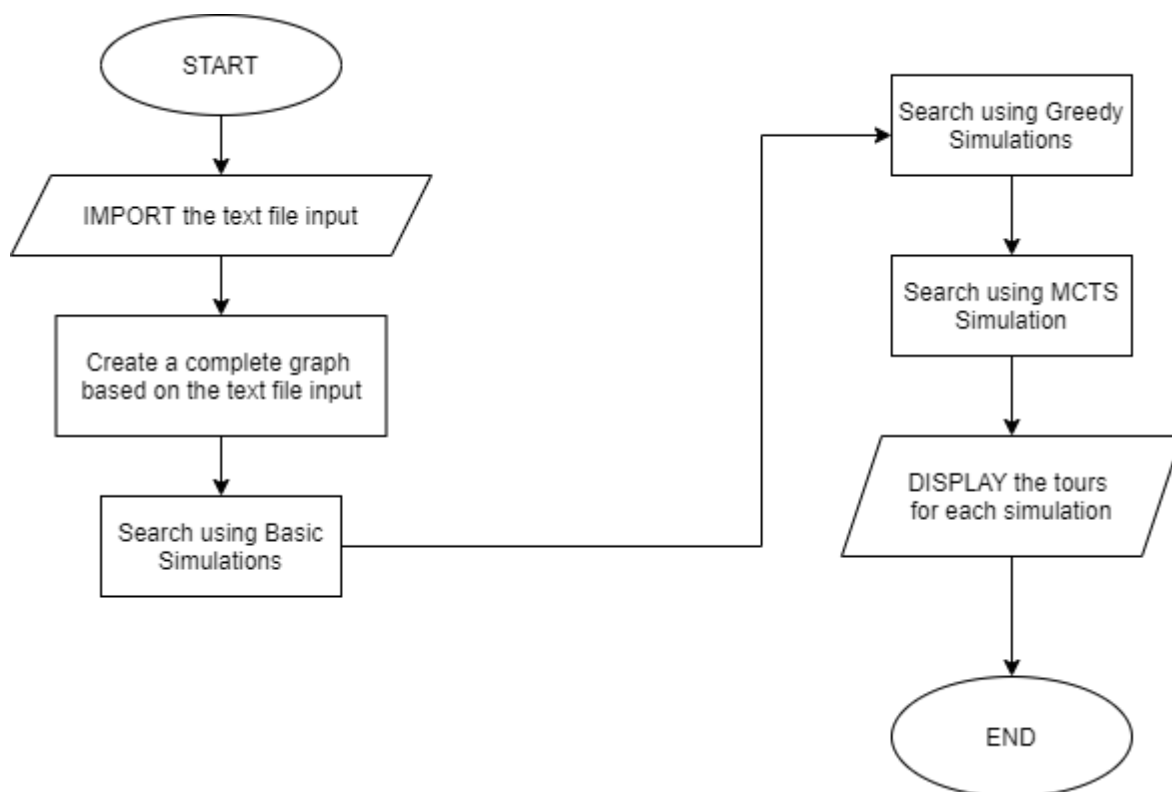 START
IMPORT the text file input
Create a complete graph
based on the text file input
Search using Basic
Simulations
Search using Greedy
Simulations
Search using MCTS
Simulation
DISPLAY the tours
for each simulation
END